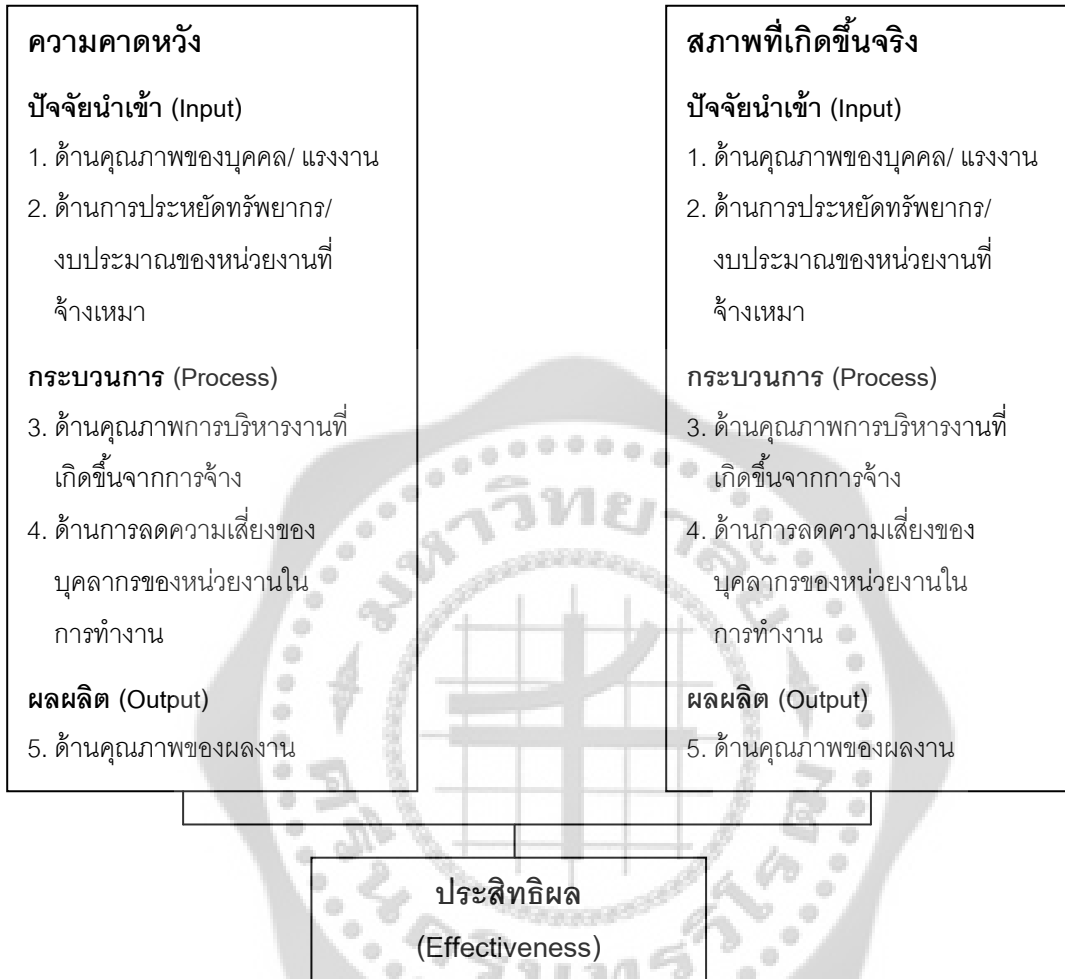 ความคาดหวัง
ปัจจัยนำเข้า (Input)
1. ด้านคุณภาพของบุคคล/ แรงงาน
2. ด้านการประหยัดทรัพยากร/
งบประมาณของหน่วยงานที่
จ้างเหมา
กระบวนการ (Process)
3. ด้านคุณภาพการบริหารงานที่
เกิดขึ้นจากการจ้าง
4. ด้านการลดความเสี่ยงของ
บุคลากรของหน่วยงานใน
การทำงาน
ผลผลิต (Output)
5. ด้านคุณภาพของผลงาน
สภาพที่เกิดขึ้นจริง
ปัจจัยนำเข้า (Input)
1. ด้านคุณภาพของบุคคล/ แรงงาน
2. ด้านการประหยัดทรัพยากร/
งบประมาณของหน่วยงานที่
จ้างเหมา
กระบวนการ (Process)
3. ด้านคุณภาพการบริหารงานที่
เกิดขึ้นจากการจ้าง
4. ด้านการลดความเสี่ยงของ
บุคลากรของหน่วยงานใน
การทำงาน
ผลผลิต (Output)
5. ด้านคุณภาพของผลงาน
ประสิทธิผล
(Effectiveness)
มหาวิทยาลัย
ศรีนครินทรวิโรฒ